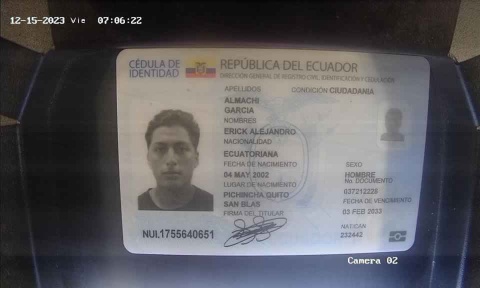 12-15-2023 Vie 07:06:22
CÉDULA DE IDENTIDAD
REPÚBLICA DEL ECUADOR
DIRECCIÓN GENERAL DE REGISTRO CIVIL, IDENTIFICACIÓN Y CEDULACIÓN
APELLIDOS
CONDICIÓN CIUDADANIA
ALMACHI
GARCIA
NOMBRES
ERICK ALEJANDRO
NACIONALIDAD
ECUATORIANA
FECHA DE NACIMIENTO
SEXO
04 MAY 2002
HOMBRE
LUGAR DE NACIMIENTO
No. DOCUMENTO
PICHINCHA QUITO
037212228
SAN BLAS
FECHA DE VENCIMIENTO
FIRMA DEL TITULAR
03 FEB 2033
NUI.1755640651
NAT/CAN
232442
Camera 02